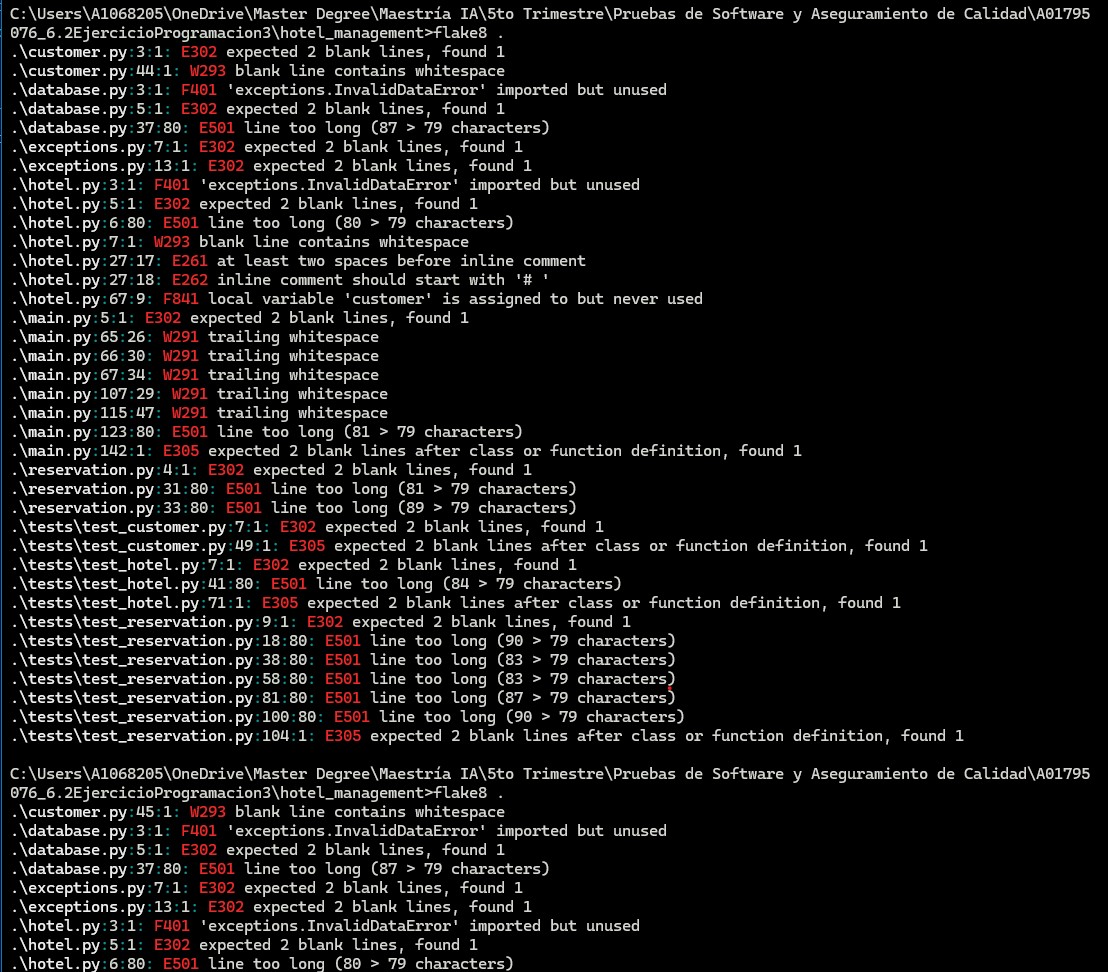 C:\Users\A1068205\OneDrive\Master Degree\Maestría IA\5to Trimestre\Pruebas de Software y Aseguramiento de Calidad\A01795
076_6.2EjercicioProgramacion3\hotel_management>flake8 .
.\customer.py:3:1: E302 expected 2 blank lines, found 1
.\customer.py:44:1: W293 blank line contains whitespace
.\database.py:3:1: F401 'exceptions.InvalidDataError' imported but unused
.\database.py:5:1: E302 expected 2 blank lines, found 1
.\database.py:37:80: E501 line too long (87 > 79 characters)
.\exceptions.py:7:1: E302 expected 2 blank lines, found 1
.\exceptions.py:13:1: E302 expected 2 blank lines, found 1
.\hotel.py:3:1: F401 'exceptions.InvalidDataError' imported but unused
.\hotel.py:5:1: E302 expected 2 blank lines, found 1
.\hotel.py:6:80: E501 line too long (80 > 79 characters)
.\hotel.py:7:1: W293 blank line contains whitespace
.\hotel.py:27:17: E261 at least two spaces before inline comment
.\hotel.py:27:18: E262 inline comment should start with '# '
.\hotel.py:67:9: F841 local variable 'customer' is assigned to but never used
.\main.py:5:1: E302 expected 2 blank lines, found 1
.\main.py:65:26: W291 trailing whitespace
.\main.py:66:30: W291 trailing whitespace
.\main.py:67:34: W291 trailing whitespace
.\main.py:107:29: W291 trailing whitespace
.\main.py:115:47: W291 trailing whitespace
.\main.py:123:80: E501 line too long (81 > 79 characters)
.\main.py:142:1: E305 expected 2 blank lines after class or function definition, found 1
.\reservation.py:4:1: E302 expected 2 blank lines, found 1
.\reservation.py:31:80: E501 line too long (81 > 79 characters)
.\reservation.py:33:80: E501 line too long (89 > 79 characters)
.\tests\test_customer.py:7:1: E302 expected 2 blank lines, found 1
.\tests\test_customer.py:49:1: E305 expected 2 blank lines after class or function definition, found 1
.\tests\test_hotel.py:7:1: E302 expected 2 blank lines, found 1
.\tests\test_hotel.py:41:80: E501 line too long (84 > 79 characters)
.\tests\test_hotel.py:71:1: E305 expected 2 blank lines after class or function definition, found 1
.\tests\test_reservation.py:9:1: E302 expected 2 blank lines, found 1
.\tests\test_reservation.py:18:80: E501 line too long (90 > 79 characters)
.\tests\test_reservation.py:38:80: E501 line too long (83 > 79 characters)
.\tests\test_reservation.py:58:80: E501 line too long (83 > 79 characters)
.\tests\test_reservation.py:81:80: E501 line too long (87 > 79 characters)
.\tests\test_reservation.py:100:80: E501 line too long (90 > 79 characters)
.\tests\test_reservation.py:104:1: E305 expected 2 blank lines after class or function definition, found 1
C:\Users\A1068205\OneDrive\Master Degree\Maestría IA\5to Trimestre\Pruebas de Software y Aseguramiento de Calidad\A01795
076_6.2EjercicioProgramacion3\hotel_management>flake8 .
.\customer.py:45:1: W293 blank line contains whitespace
.\database.py:3:1: F401 'exceptions.InvalidDataError' imported but unused
.\database.py:5:1: E302 expected 2 blank lines, found 1
.\database.py:37:80: E501 line too long (87 > 79 characters)
.\exceptions.py:7:1: E302 expected 2 blank lines, found 1
.\exceptions.py:13:1: E302 expected 2 blank lines, found 1
.\hotel.py:3:1: F401 'exceptions.InvalidDataError' imported but unused
.\hotel.py:5:1: E302 expected 2 blank lines, found 1
.\hotel.py:6:80: E501 line too long (80 > 79 characters)